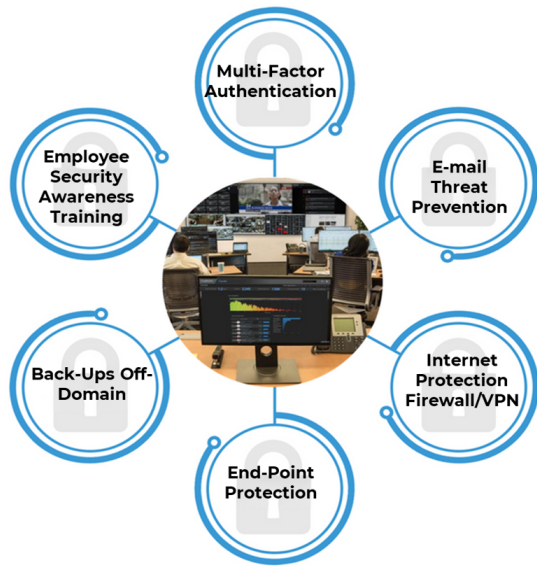 Multi-Factor
Authentication
E-mail
Threat
Prevention
Internet
Protection
Firewall/VPN
End-Point
Protection
Back-Ups Off-
Domain
Employee
Security
Awareness
Training